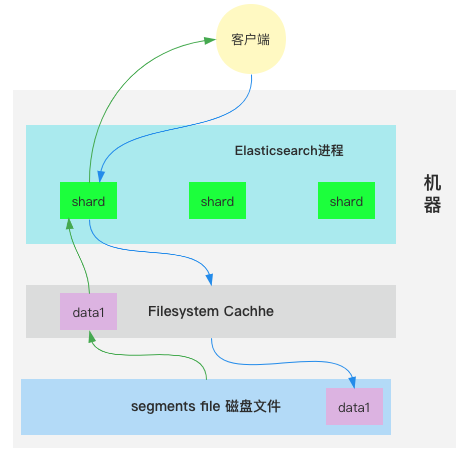 客户端
Elasticsearch进程
shard
shard
shard
机
器
data1
Filesystem Cachhe
segments file 磁盘文件
data1